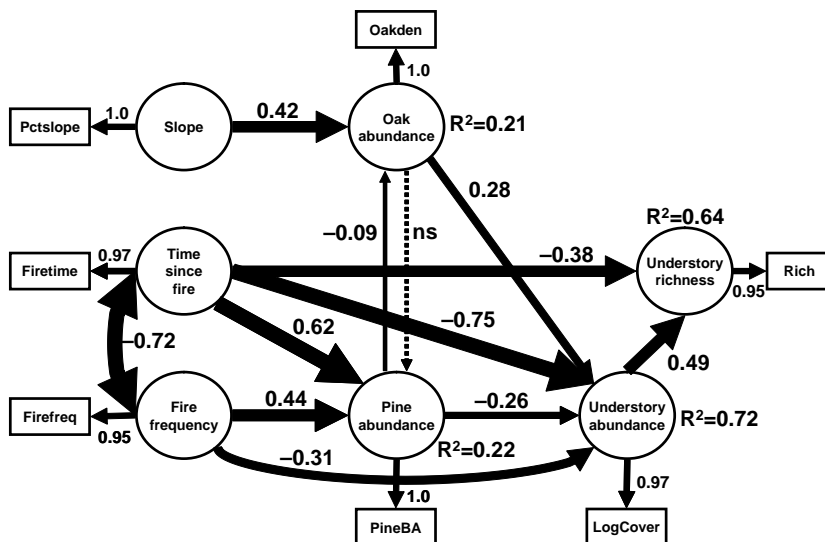 Oakden
1.0
Pctslope
1.0
Slope
0.42
Oak
abundance
R²=0.21
0.28
–0.09
ns
R²=0.64
Firetime
0.97
Time
since
fire
–0.38
Understory
richness
Rich
0.95
–0.72
0.62
–0.75
0.49
Firefreq
0.95
Fire
frequency
0.44
Pine
abundance
–0.26
Understory
abundance
R²=0.72
R²=0.22
–0.31
1.0
0.97
PineBA
LogCover